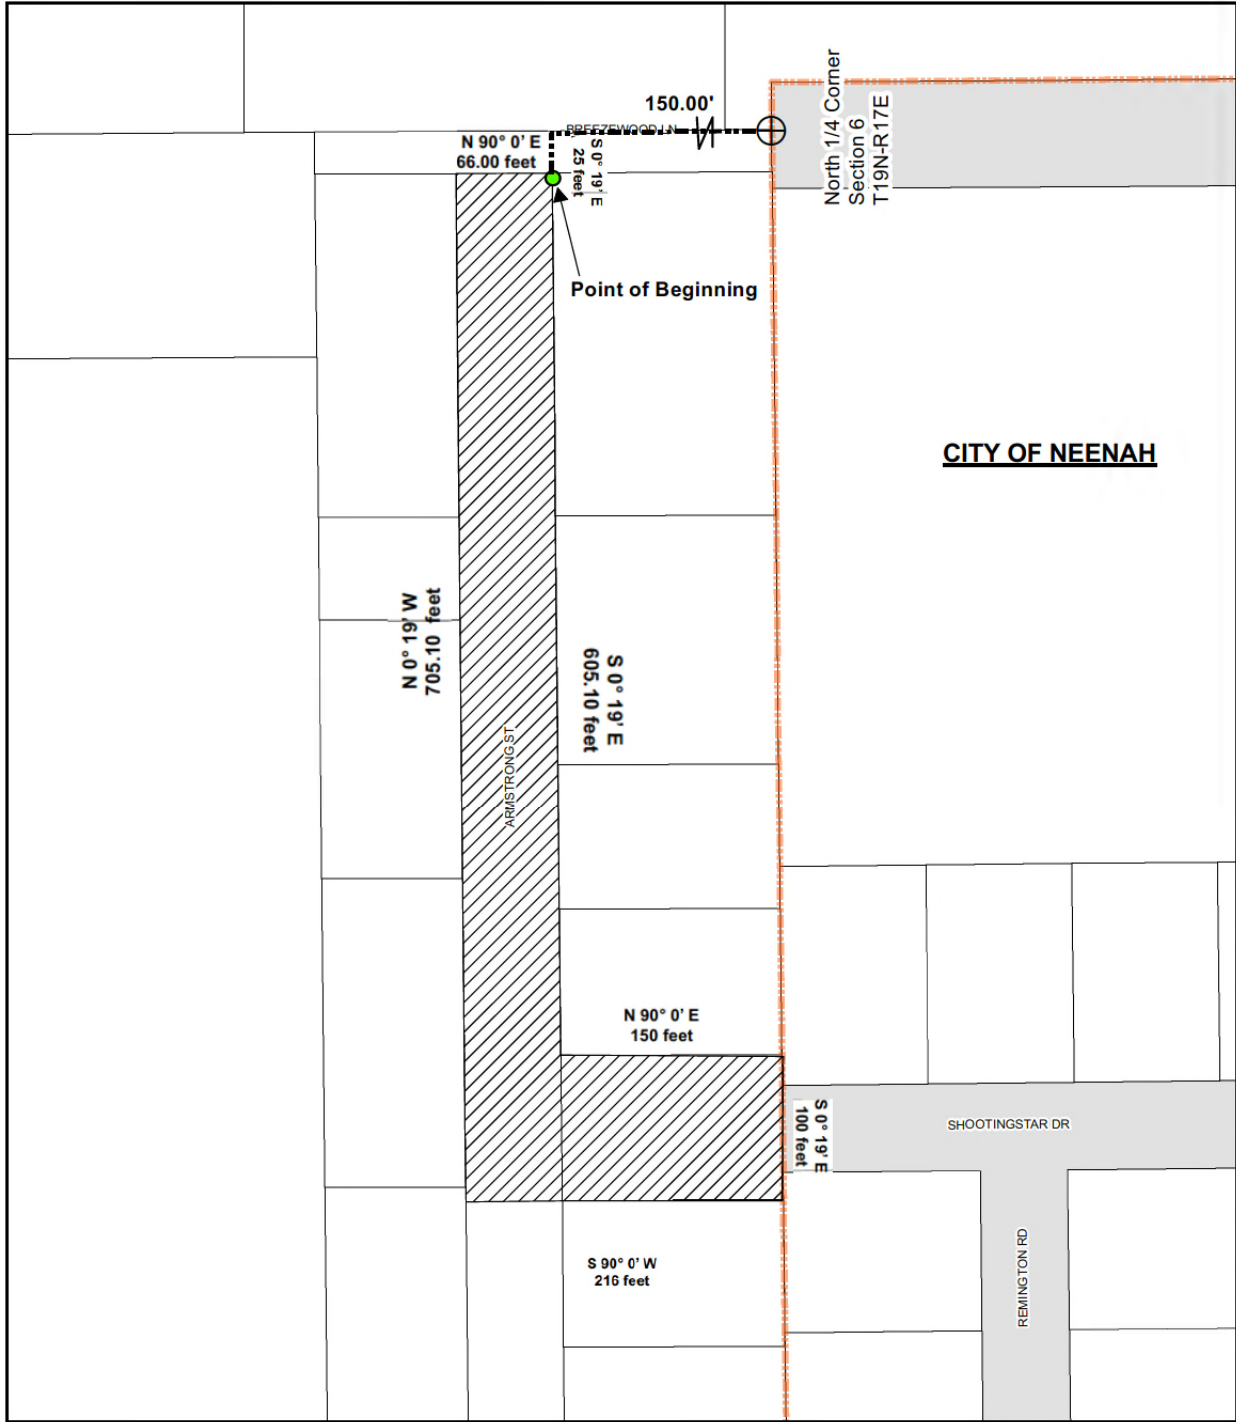 150.00'
BREEZEWOOD LN
N 90° 0' E
66.00 feet
S 0° 19' E
25 feet
North 1/4 Corner
Section 6
T19N-R17E
Point of Beginning
CITY OF NEENAH
N 0° 19' W
705.10 feet
S 0° 19' E
605.10 feet
ARMSTRONG ST
N 90° 0' E
150 feet
S 0° 19' E
100 feet
SHOOTINGSTAR DR
REMINGTON RD
S 90° 0' W
216 feet